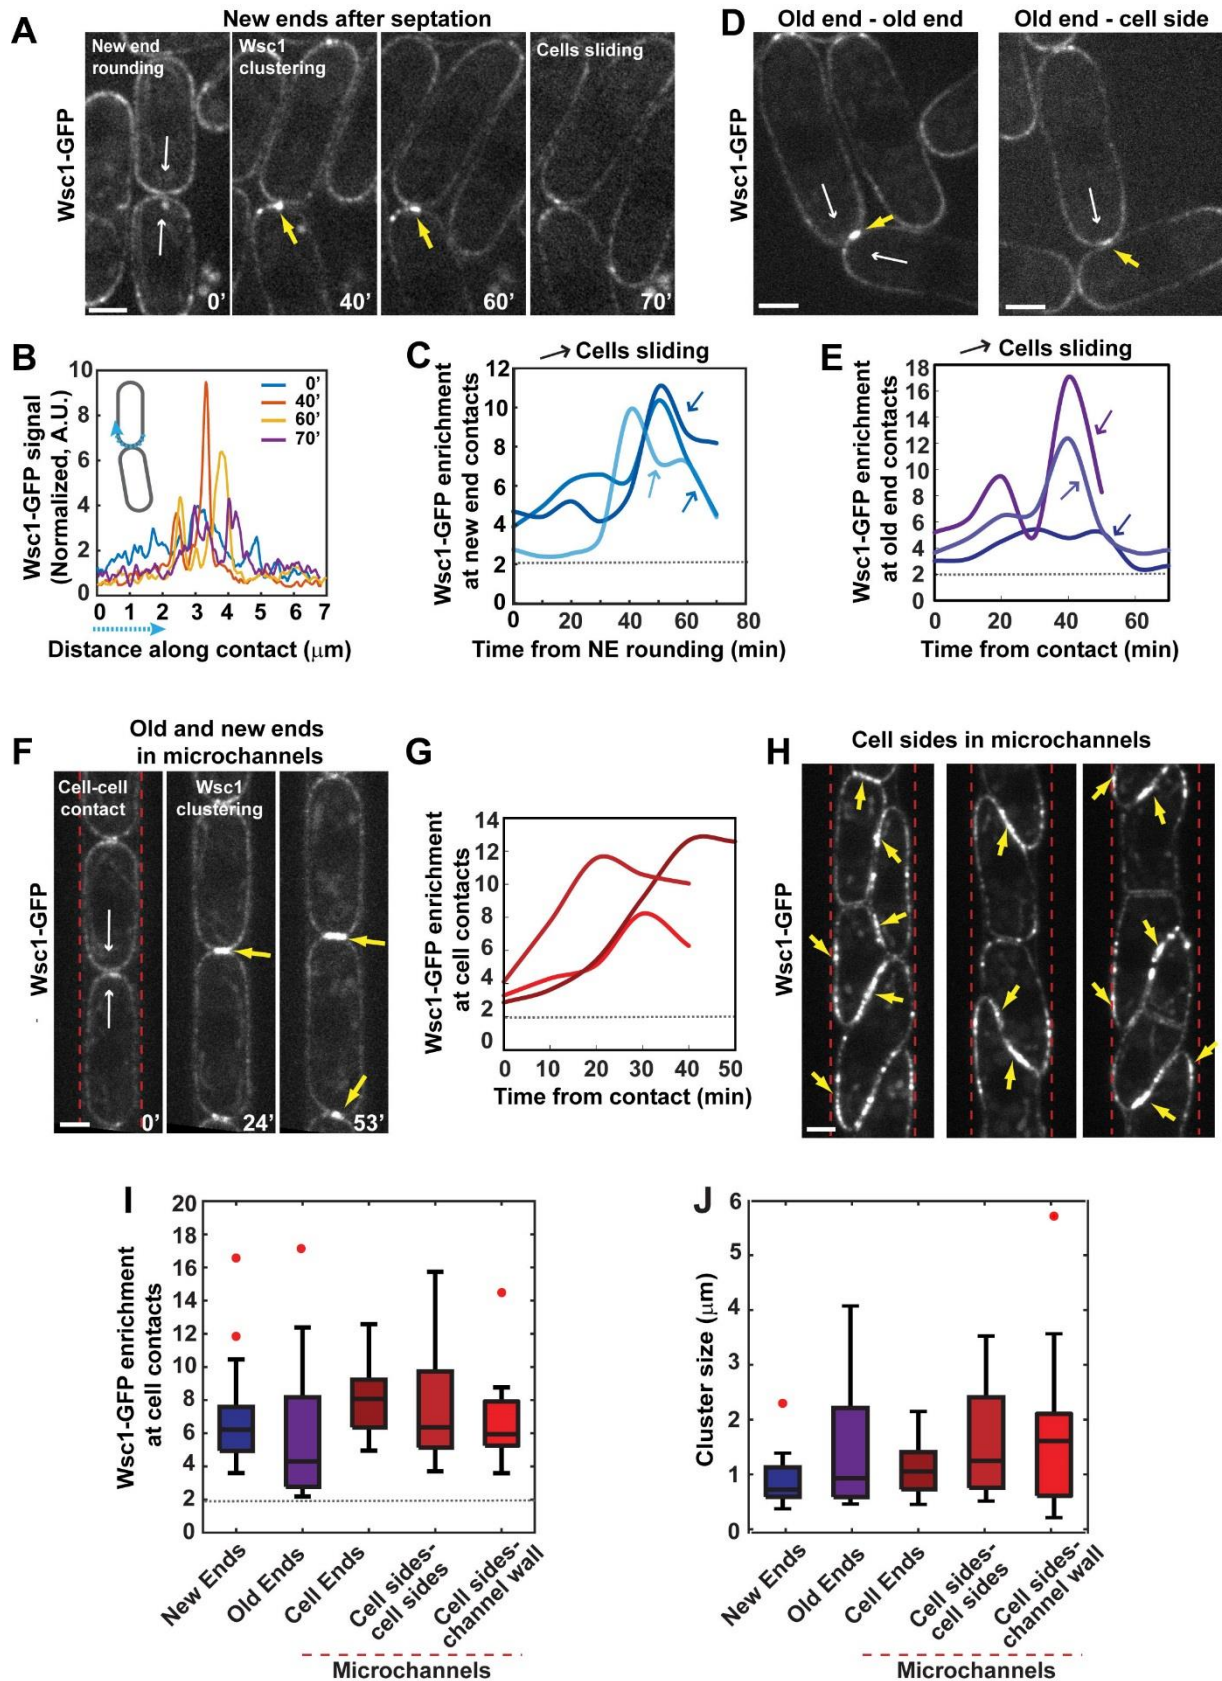 A
New ends after septation
New end
rounding
Wsc1
clustering
Cells sliding
Wsc1-GFP
0'
40'
60'
70'
D
Old end - old end
Old end - cell side
Wsc1-GFP
B
Wsc1-GFP signal
(Normalized, A.U.)
10
8
6
4
2
0
0'
40'
60'
70'
0 1 2 3 4 5 6 7
Distance along contact (μm)
C
Cells sliding
Wsc1-GFP enrichment
at new end contacts
12
10
8
6
4
2
0
0 20 40 60 80
Time from NE rounding (min)
E
Cells sliding
Wsc1-GFP enrichment
at old end contacts
18
16
14
12
10
8
6
4
2
0
0 20 40 60
Time from contact (min)
F
Old and new ends
in microchannels
Cell-cell
contact
Wsc1
clustering
Wsc1-GFP
0'
24'
53'
G
Wsc1-GFP enrichment
at cell contacts
14
12
10
8
6
4
2
0
0 10 20 30 40 50
Time from contact (min)
H
Cell sides in microchannels
Wsc1-GFP
I
Wsc1-GFP enrichment
at cell contacts
20
18
16
14
12
10
8
6
4
2
0
New Ends
Old Ends
Cell Ends
Cell sides-
cell sides
Cell sides-
channel wall
Microchannels
J
Cluster size (μm)
6
5
4
3
2
1
0
New Ends
Old Ends
Cell Ends
Cell sides-
cell sides
Cell sides-
channel wall
Microchannels